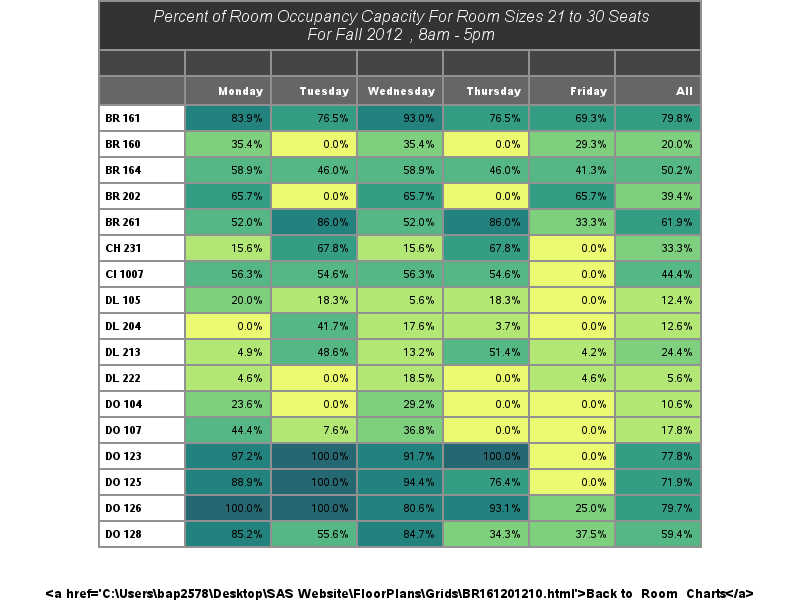 Percent of Room Occupancy Capacity For Room Sizes 21 to 30 Seats
For Fall 2012 , 8am - 5pm
Monday Tuesday Wednesday Thursday Friday All
BR 161 83.9% 76.5% 93.0% 76.5% 69.3% 79.8%
BR 160 35.4% 0.0% 35.4% 0.0% 29.3% 20.0%
BR 164 58.9% 46.0% 58.9% 46.0% 41.3% 50.2%
BR 202 65.7% 0.0% 65.7% 0.0% 65.7% 39.4%
BR 261 52.0% 86.0% 52.0% 86.0% 33.3% 61.9%
CH 231 15.6% 67.8% 15.6% 67.8% 0.0% 33.3%
CI 1007 56.3% 54.6% 56.3% 54.6% 0.0% 44.4%
DL 105 20.0% 18.3% 5.6% 18.3% 0.0% 12.4%
DL 204 0.0% 41.7% 17.6% 3.7% 0.0% 12.6%
DL 213 4.9% 48.6% 13.2% 51.4% 4.2% 24.4%
DL 222 4.6% 0.0% 18.5% 0.0% 4.6% 5.6%
DO 104 23.6% 0.0% 29.2% 0.0% 0.0% 10.6%
DO 107 44.4% 7.6% 36.8% 0.0% 0.0% 17.8%
DO 123 97.2% 100.0% 91.7% 100.0% 0.0% 77.8%
DO 125 88.9% 100.0% 94.4% 76.4% 0.0% 71.9%
DO 126 100.0% 100.0% 80.6% 93.1% 25.0% 79.7%
DO 128 85.2% 55.6% 84.7% 34.3% 37.5% 59.4%
<a href='C:\Users\bap2578\Desktop\SAS Website\FloorPlans\Grids\BR161201210.html'>Back to Room Charts</a>